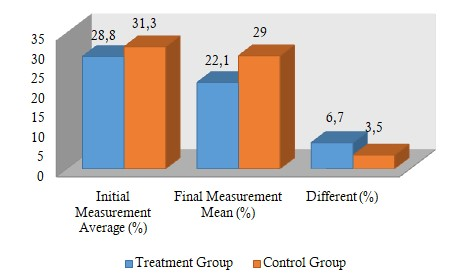 28,8
31,3
22,1
29
6,7
3,5
35
30
25
20
15
10
5
0
Initial
Measurement
Average (%)
Final Measurement
Mean (%)
Different (%)
Treatment Group
Control Group